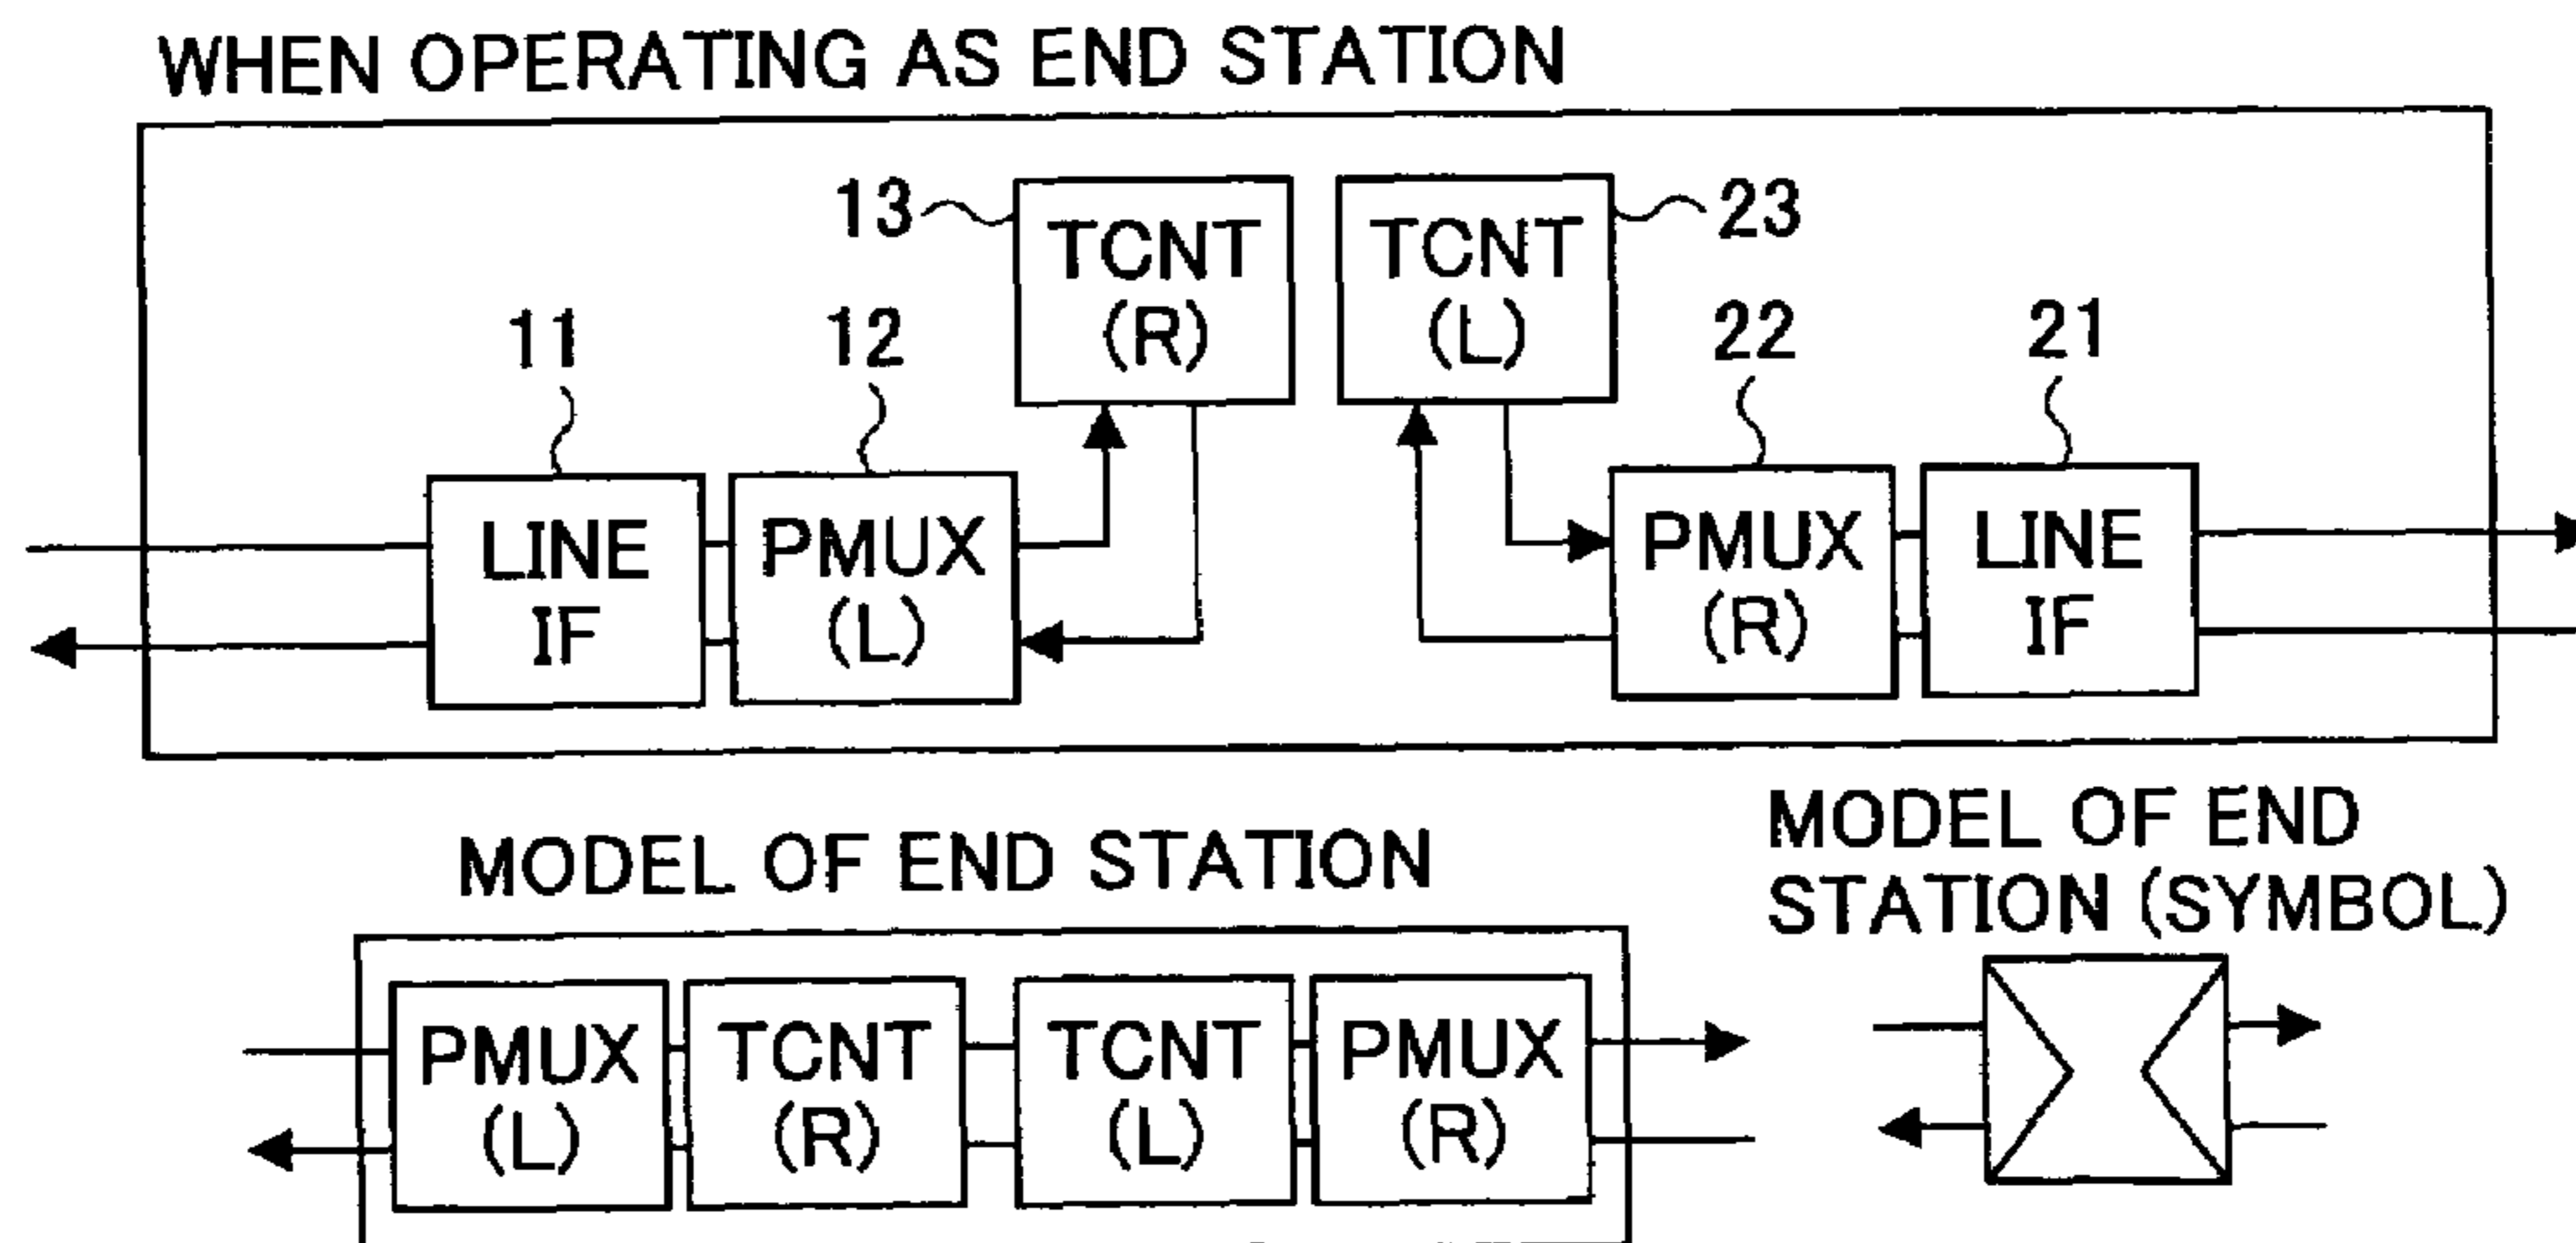 WHEN OPERATING AS END STATION
13
TCNT
(R)
TCNT
(L)
23
11
12
22
21
LINE
IF
PMUX
(L)
PMUX
(R)
LINE
IF
MODEL OF END STATION
MODEL OF END
STATION (SYMBOL)
PMUX
(L)
TCNT
(R)
TCNT
(L)
PMUX
(R)